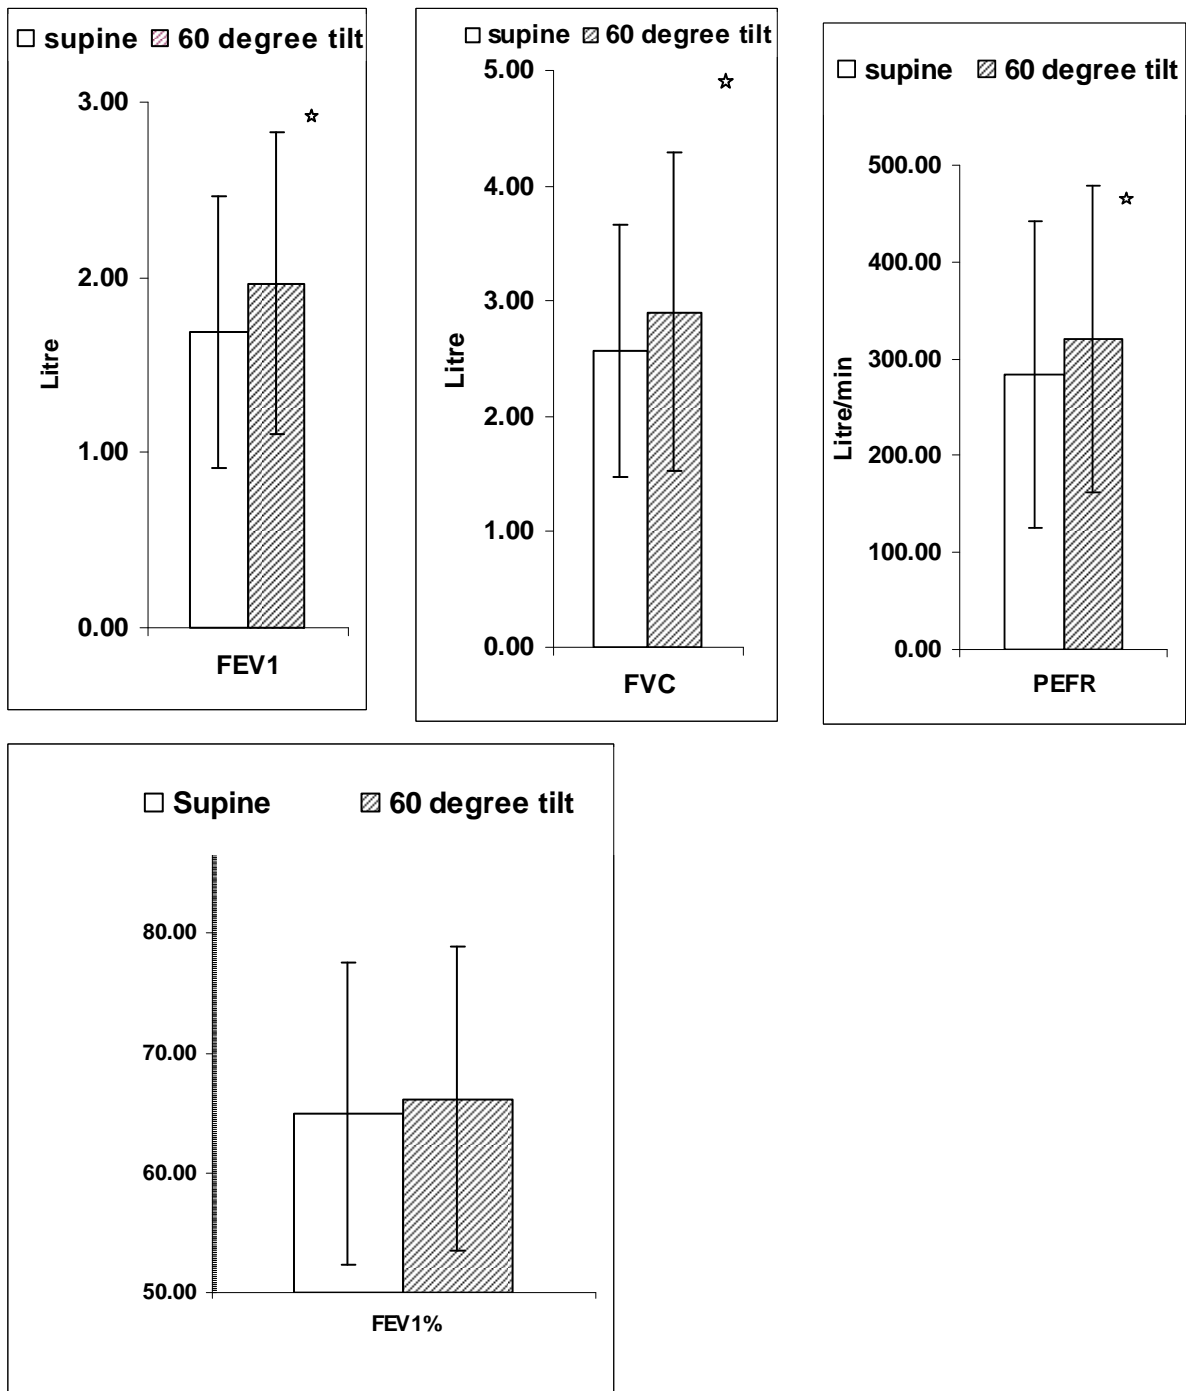 supine 60 degree tilt
3.00
2.00
1.00
0.00
Litre
FEV1
supine 60 degree tilt
5.00
4.00
3.00
2.00
1.00
0.00
Litre
FVC
supine 60 degree tilt
500.00
400.00
300.00
200.00
100.00
0.00
Litre/min
PEFR
Supine 60 degree tilt
80.00
70.00
60.00
50.00
FEV1%